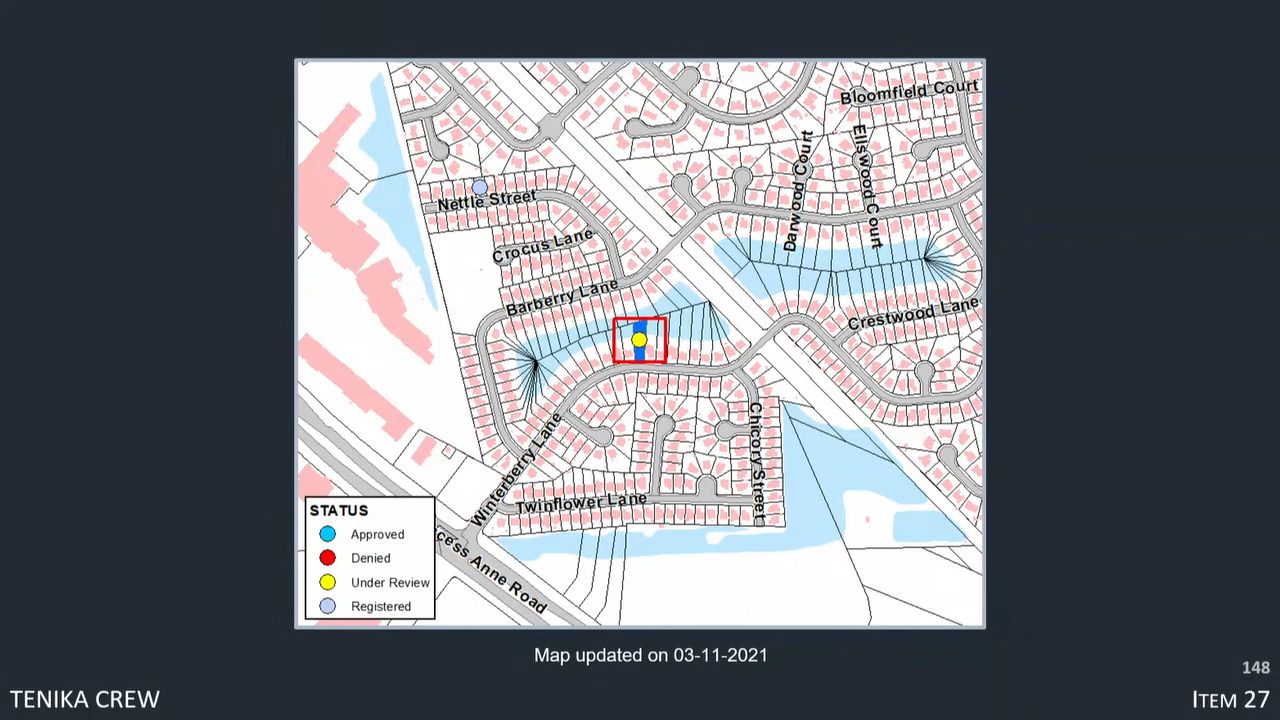 Bloomfield Court
Darwood Court
Ellswood Court
Nettle Street
Crocus Lane
Barberry Lane
Crestwood Lane
Winterberry Lane
Chicory Street
Twinflower Lane
cess Anne Road
STATUS
Approved
Denied
Under Review
Registered
Map updated on 03-11-2021
148
TENIKA CREW
ITEM 27